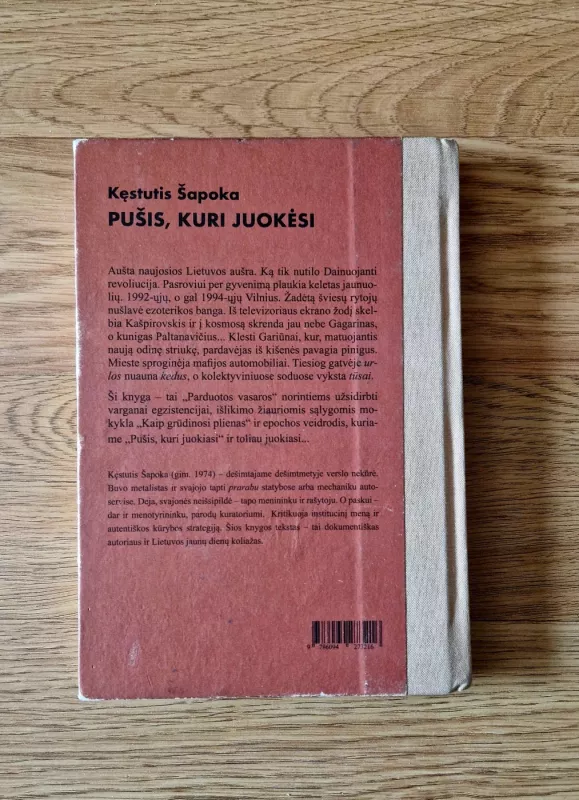 Kęstutis Šapoka
PUŠIS, KURI JUOKĖSI
Aušta naujosios Lietuvos aušra. Ką tik nutilo Dainuojanti
revoliucija. Pasroviui per gyvenimą plaukia keletas jaunuo-
lių. 1992-ųjų, o gal 1994-ųjų Vilnius. Žadėtą šviesų rytojų
nušlavė ezoterikos banga. Iš televizoriaus ekrano žodį skel-
bia Kašpirovskis ir į kosmosą skrenda jau nebe Gagarinas,
o kunigas Paltanavičius... Klesti Gariūnai, kur, matuojantis
naują odinę striukę, pardavėjas iš kišenės pavagia pinigus.
Mieste sproginėja mafijos automobiliai. Tiesiog gatvėje ur-
los nuauna kedus, o kolektyviniuose soduose vyksta tūsai.
Ši knyga – tai „Parduotos vasaros“ norintiems užsidirbti
varganai egzistencijai, išlikimo žiauriomis sąlygomis mo-
kykla „Kaip grūdinosi plienas“ ir epochos veidrodis, kuria-
me „Pušis, kuri juokiasi“ ir toliau juokiasi...
Kęstutis Šapoka (gim. 1974) – dešimtajame dešimtmetyje verslo nekūrė.
Buvo metalistas ir svajojo tapti prarabu statybose arba mechaniku auto-
servise. Deja, svajonės neišsipildė – tapo menininku ir rašytoju. O paskui –
dar ir menotyrininku, parodų kuratoriumi. Kritikuoja institucinį meną ir
autentiškos kūrybos strategiją. Šios knygos tekstas – tai dokumentiškas
autoriaus ir Lietuvos jaunų dienų koliažas.